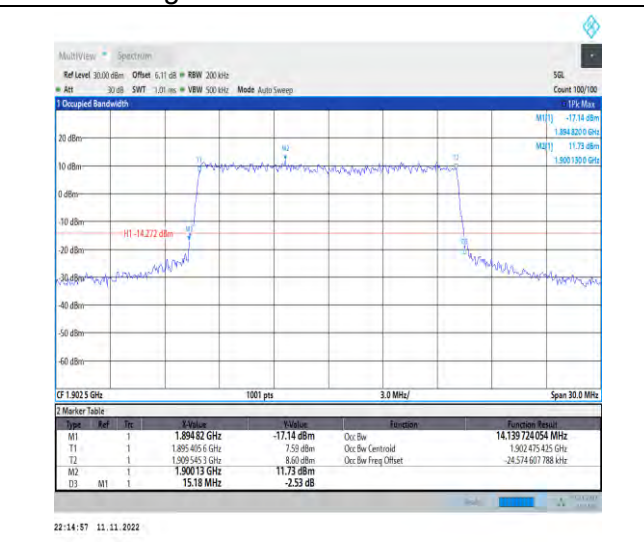 MultiView Spectrum
Ref Level 30.00 dBm Offset 6.11 dB RBW 200 kHz SGL
Att 30 dB SWT 1.01 ms VBW 500 kHz Mode Auto Sweep Count 100/100
1 Occupied Bandwidth 1Pk Max
M1[1] -17.14 dBm
1.894 820 0 GHz
M2[1] 11.73 dBm
1.900 130 0 GHz
20 dBm
M2
T1 T2
10 dBm
0 dBm
-10 dBm
H1 -14.272 dBm
M1
D3
-20 dBm
-30 dBm
-40 dBm
-50 dBm
-60 dBm
CF 1.902 5 GHz 1001 pts 3.0 MHz/ Span 30.0 MHz
2 Marker Table
Type Ref Trc X-Value Y-Value Function Function Result
M1 1 1.894 82 GHz -17.14 dBm Occ Bw 14.139 724 054 MHz
T1 1 1.895 405 6 GHz 7.59 dBm Occ Bw Centroid 1.902 475 425 GHz
T2 1 1.909 545 3 GHz 8.60 dBm Occ Bw Freq Offset -24.574 607 788 kHz
M2 1 1.900 13 GHz 11.73 dBm
D3 M1 1 15.18 MHz -2.53 dB
22:14:57 11.11.2022